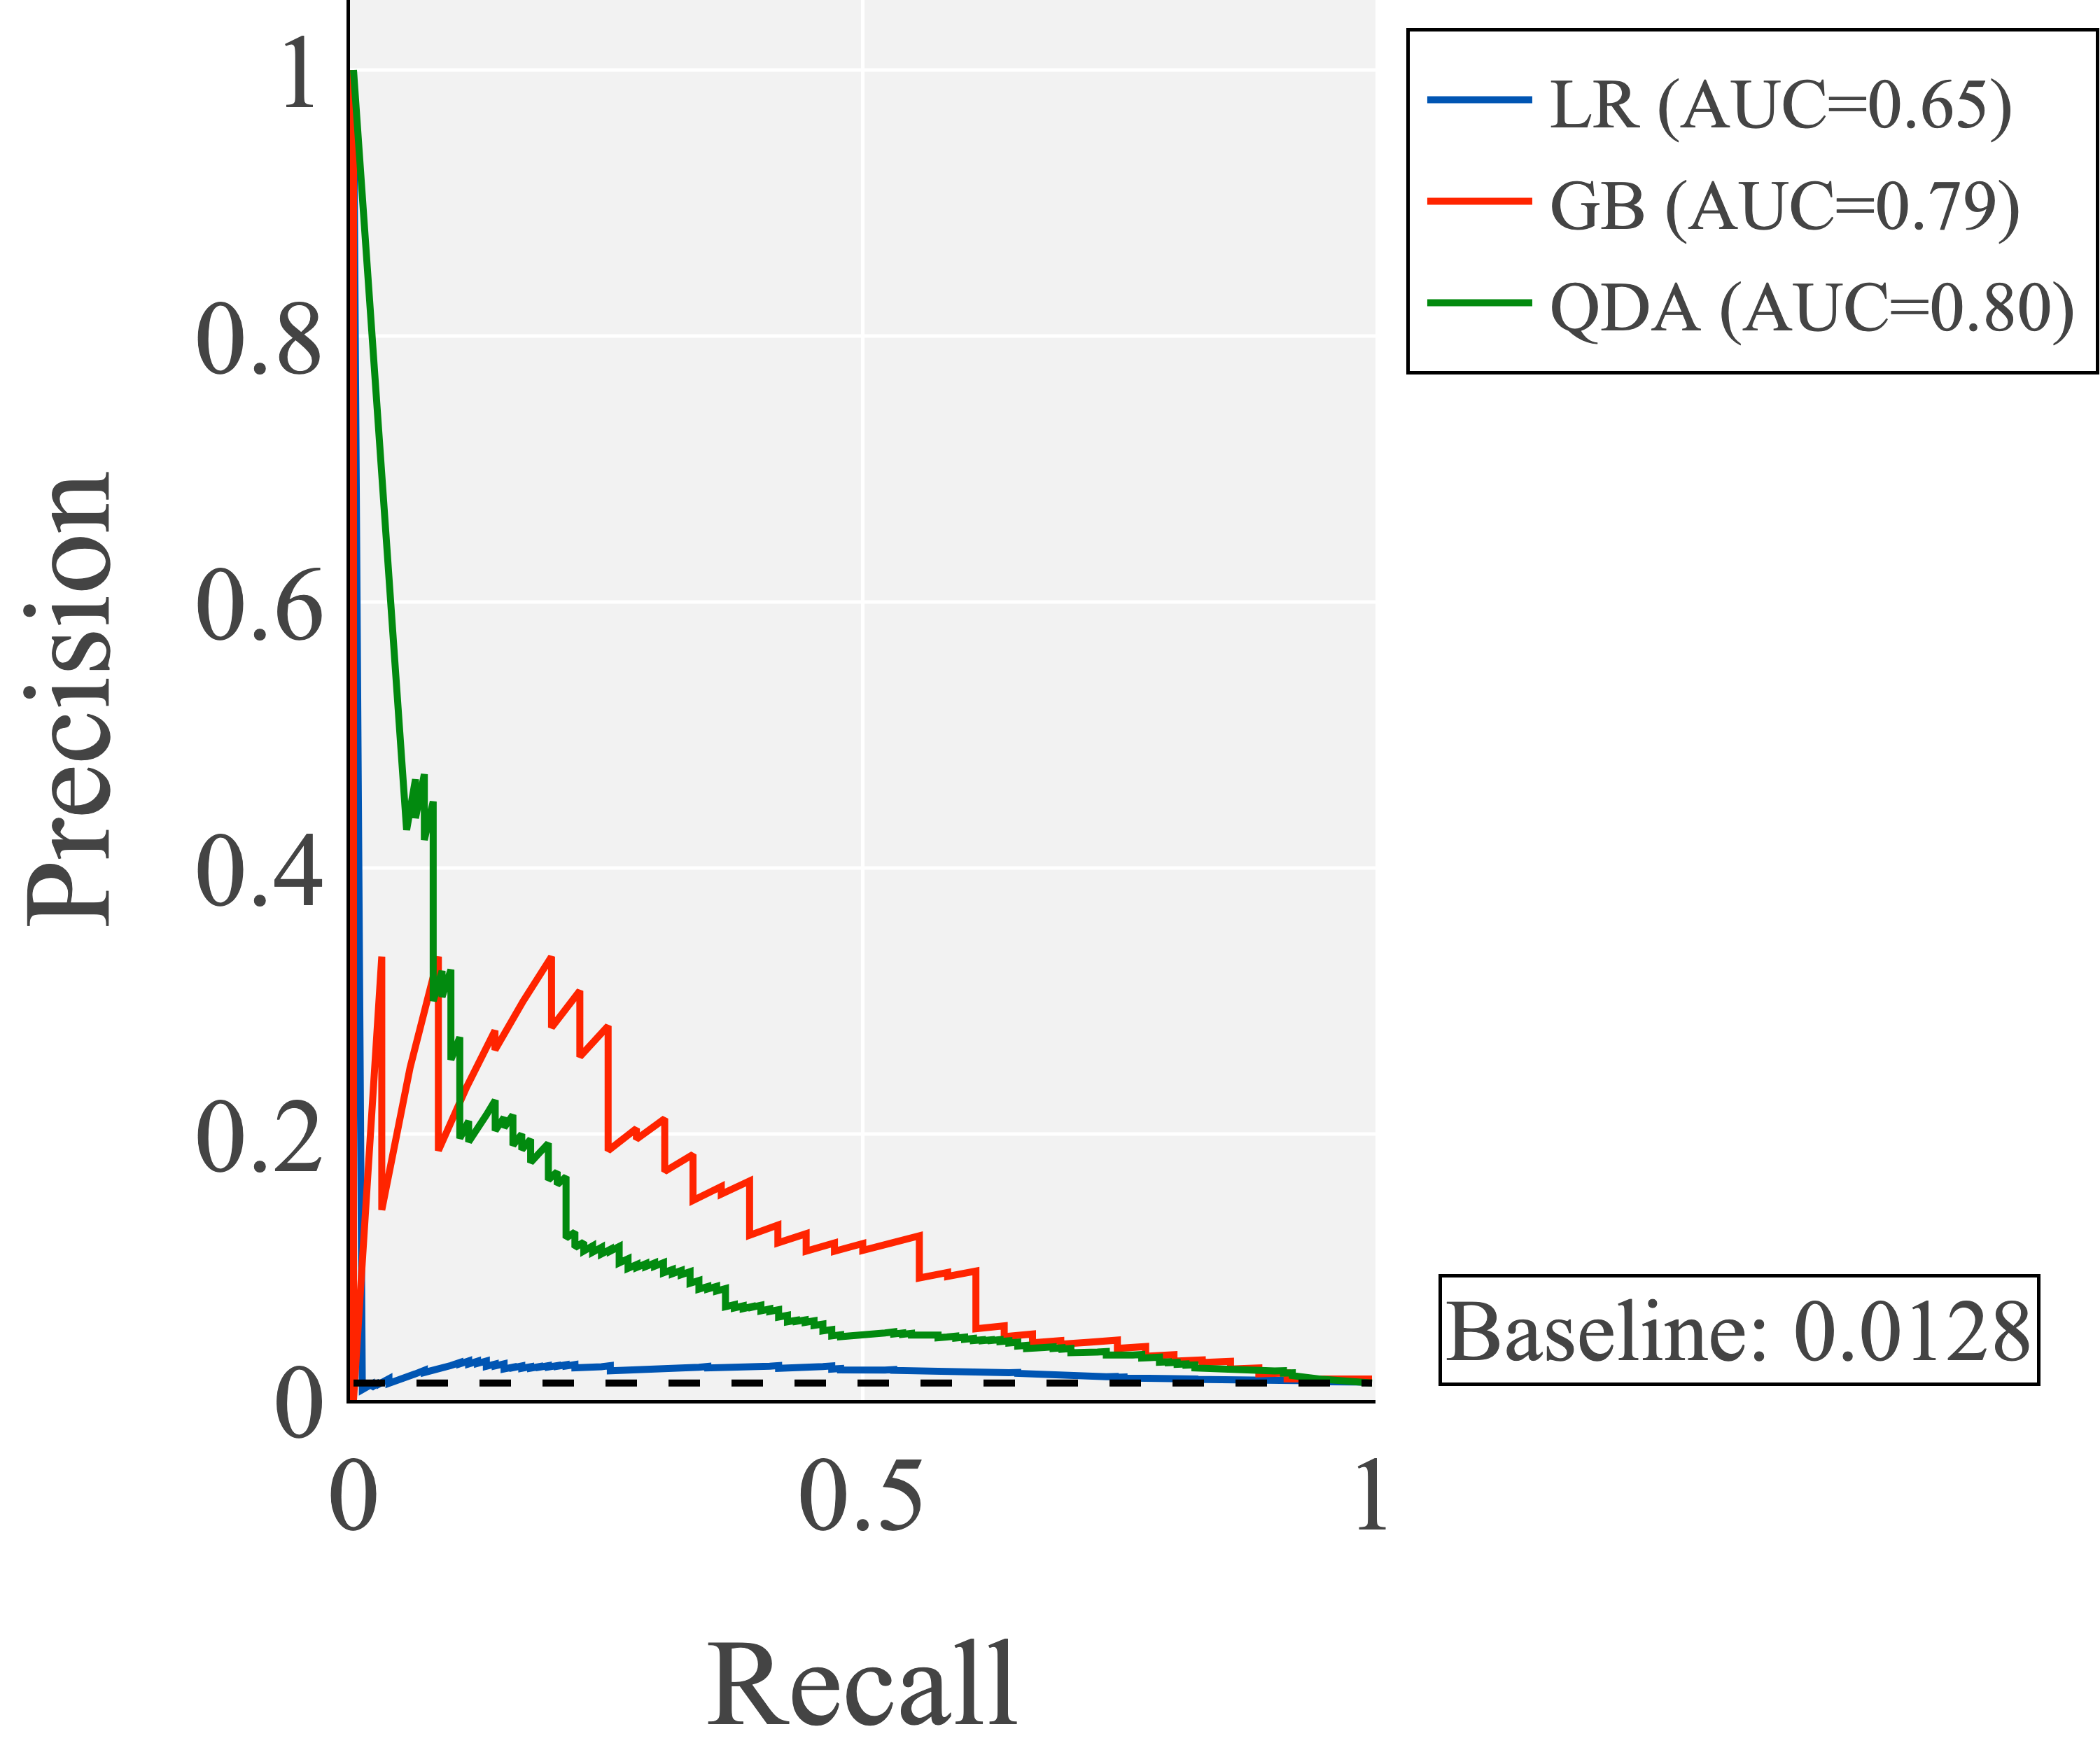 Precision
1
0.8
0.6
0.4
0.2
0
0
0.5
1
Recall
LR (AUC=0.65)
GB (AUC=0.79)
QDA (AUC=0.80)
Baseline: 0.0128